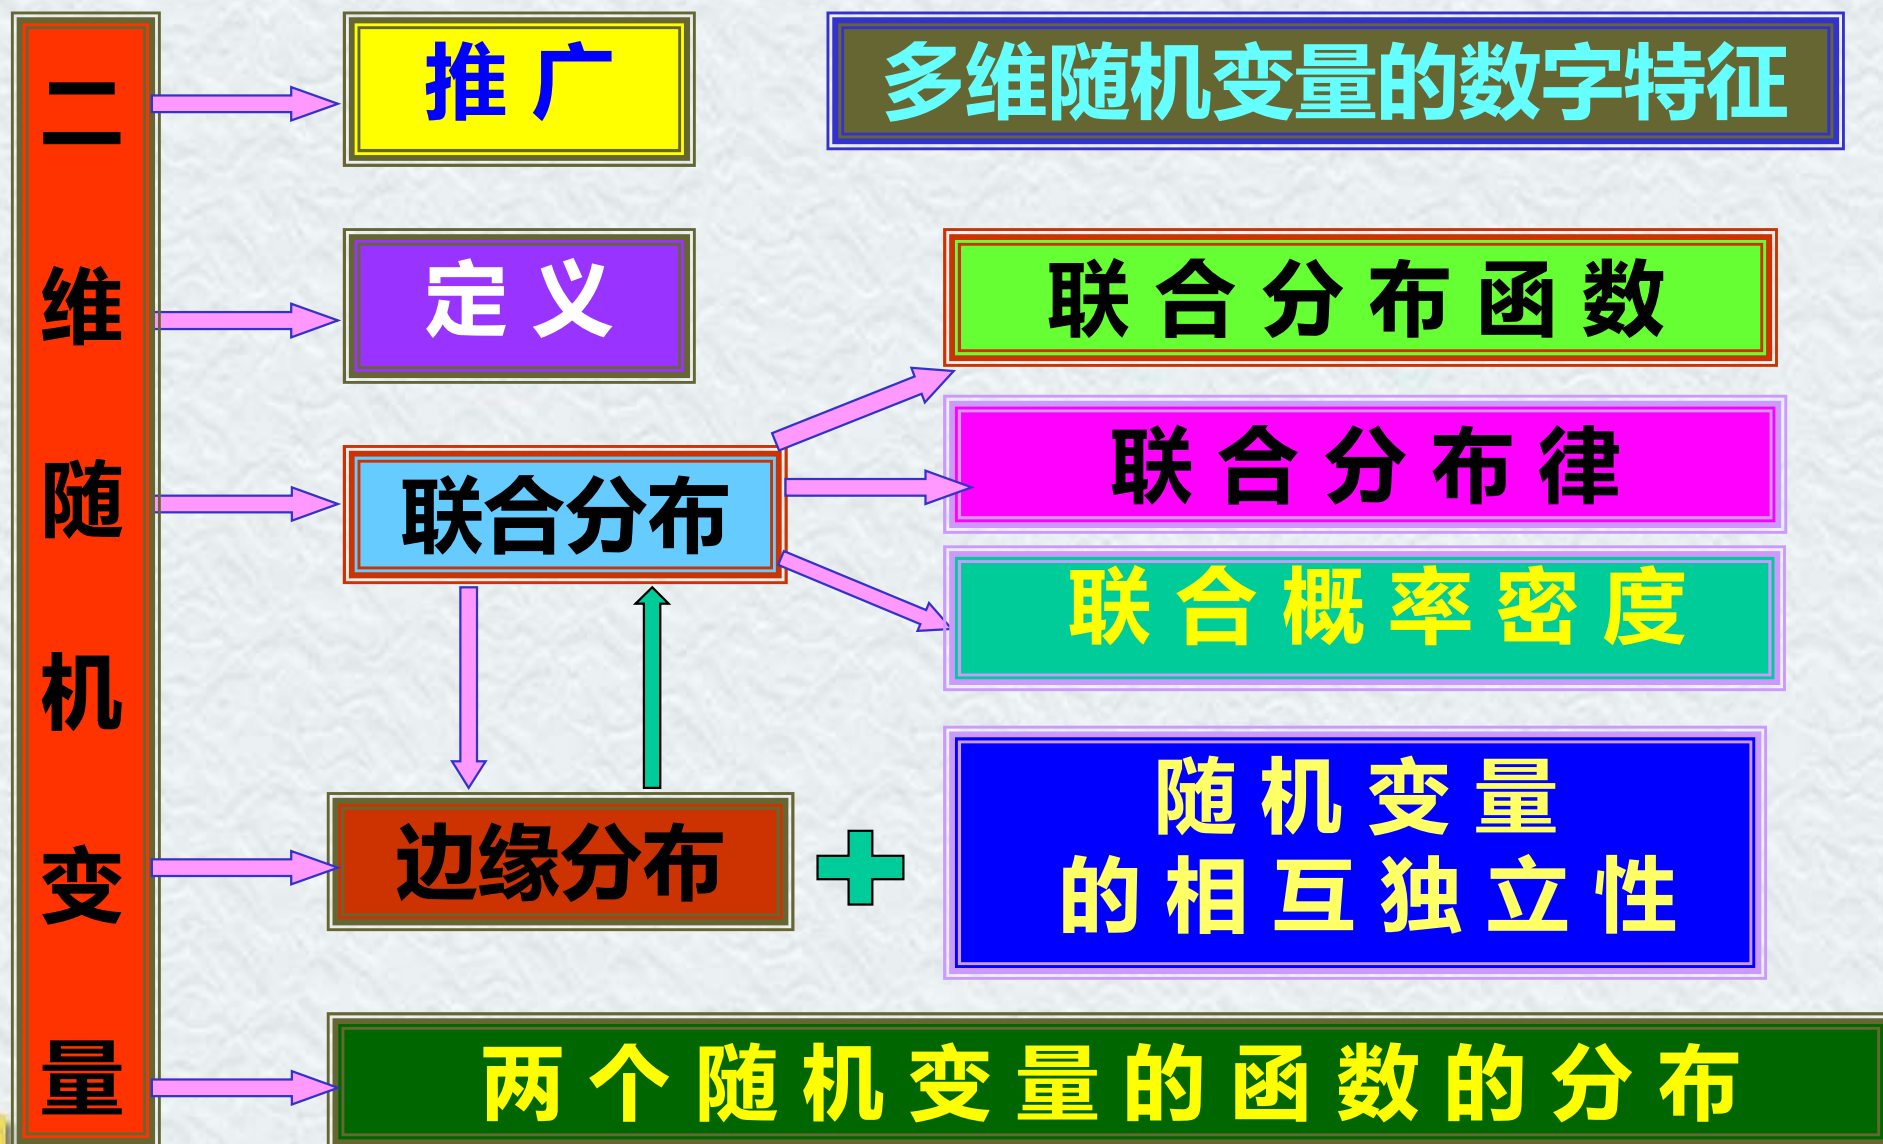 二维随机变量
推广
多维随机变量的数字特征
定义
联合分布函数
联合分布
联合分布律
联合概率密度
边缘分布
随机变量
的相互独立性
两个随机变量的函数的分布